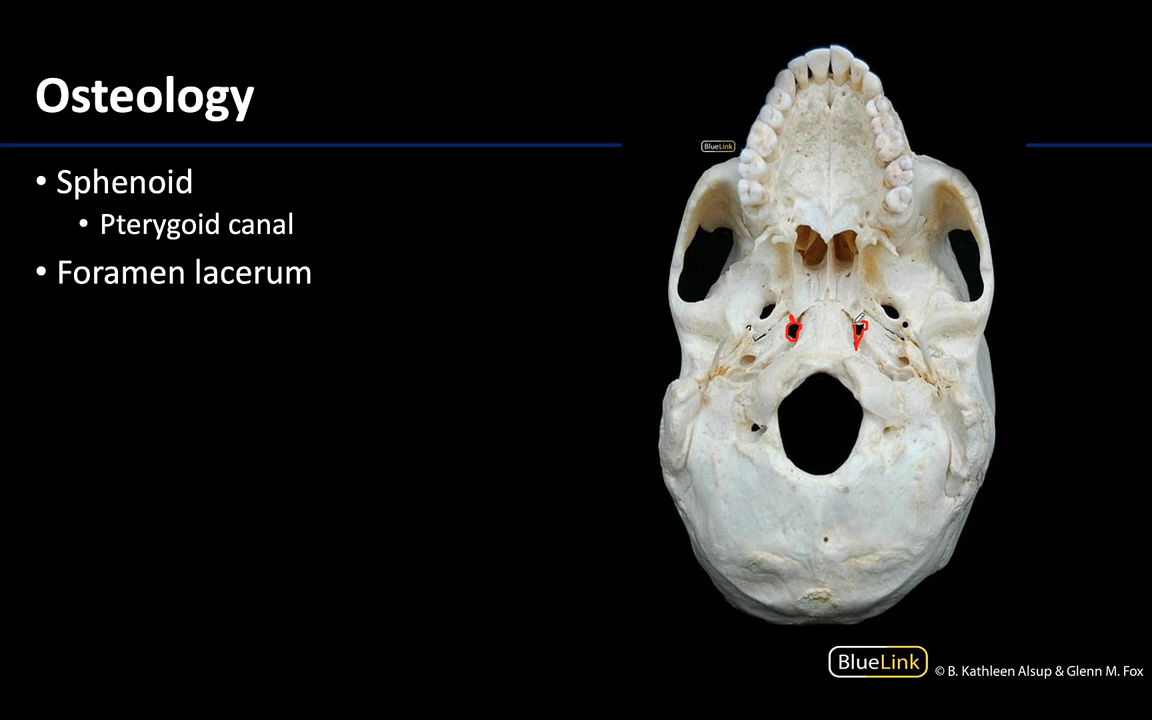 Osteology
• Sphenoid
• Pterygoid canal
• Foramen lacerum
BlueLink
BlueLink © B. Kathleen Alsup & Glenn M. Fox